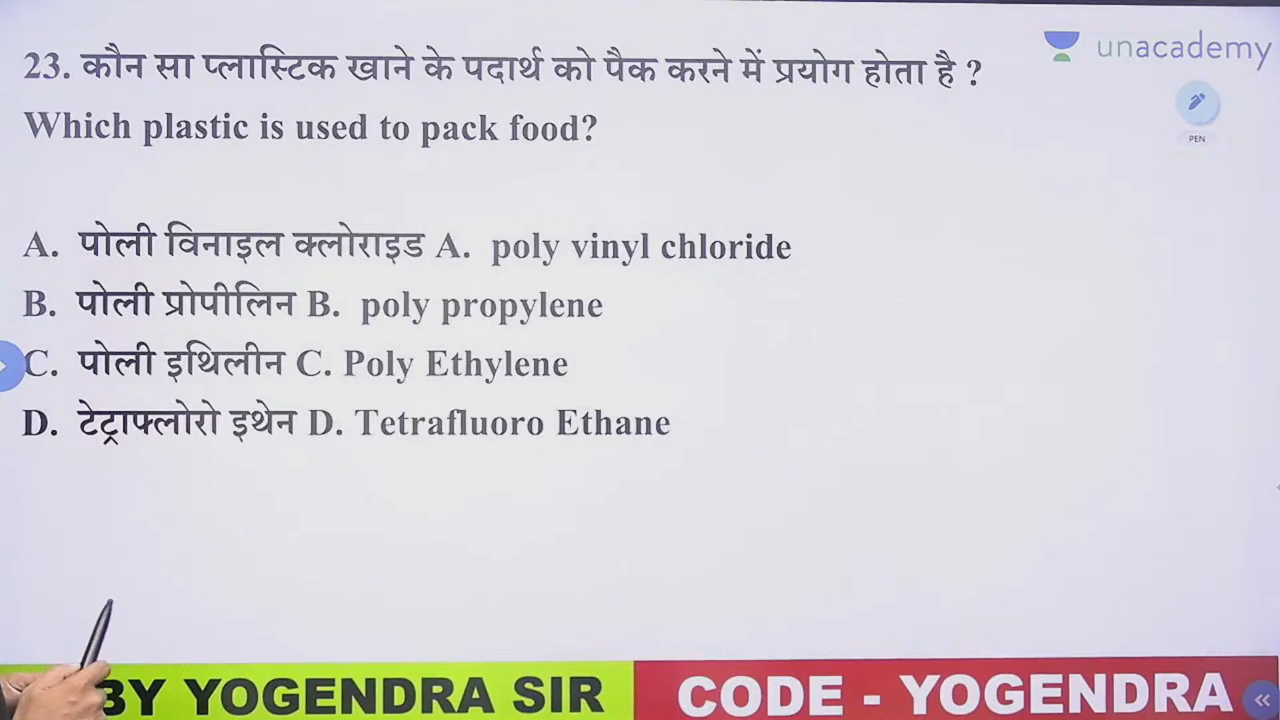 23. कौन सा प्लास्टिक खाने के पदार्थ को पैक करने में प्रयोग होता है ?
unacademy
Which plastic is used to pack food?
PEN
A. पोली विनाइल क्लोराइड A. poly vinyl chloride
B. पोली प्रोपीलिन B. poly propylene
C. पोली इथिलीन C. Poly Ethylene
D. टेट्राफ्लोरो इथेन D. Tetrafluoro Ethane
BY YOGENDRA SIR
CODE - YOGENDRA